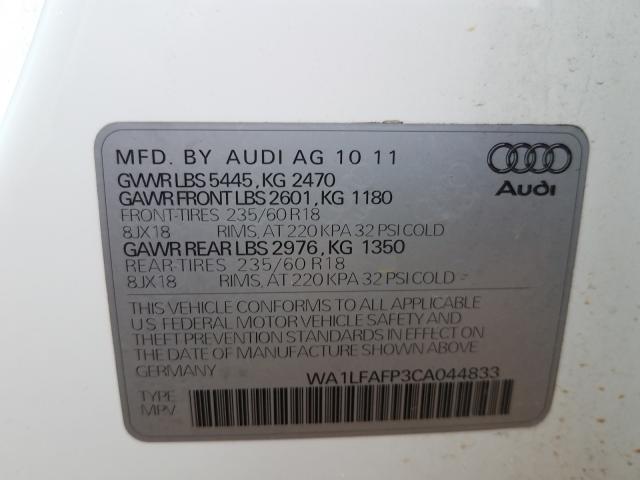 MFD. BY AUDI AG 10 11
GVWR LBS 5445, KG 2470
GAWR FRONT LBS 2601, KG 1180
FRONT-TIRES 235/60 R18
8JX18 RIMS, AT 220 KPA 32 PSI COLD
GAWR REAR LBS 2976, KG 1350
REAR-TIRES 235/60 R18
8JX18 RIMS, AT 220 KPA 32 PSI COLD
Audi
THIS VEHICLE CONFORMS TO ALL APPLICABLE
U S FEDERAL MOTOR VEHICLE SAFETY AND
THEFT PREVENTION STANDARDS IN EFFECT ON
THE DATE OF MANUFACTURE SHOWN ABOVE
GERMANY
WA1LFAFP3CA044833
TYPE
MPV